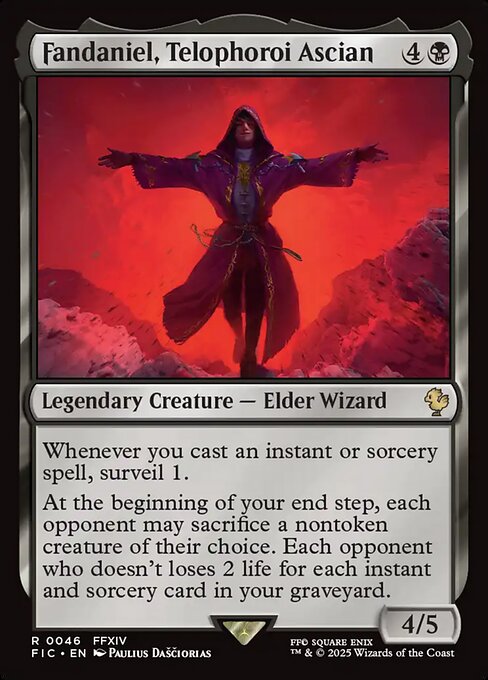 Fandaniel, Telophoroi Ascian 4
Legendary Creature — Elder Wizard
Whenever you cast an instant or sorcery
spell, surveil 1.
At the beginning of your end step, each
opponent may sacrifice a nontoken
creature of their choice. Each opponent
who doesn't loses 2 life for each instant
and sorcery card in your graveyard.
4/5
R 0046 FFXIV
FIC • EN Paulius Daščioras
FF© SQUARE ENIX
™ & © 2025 Wizards of the Coast